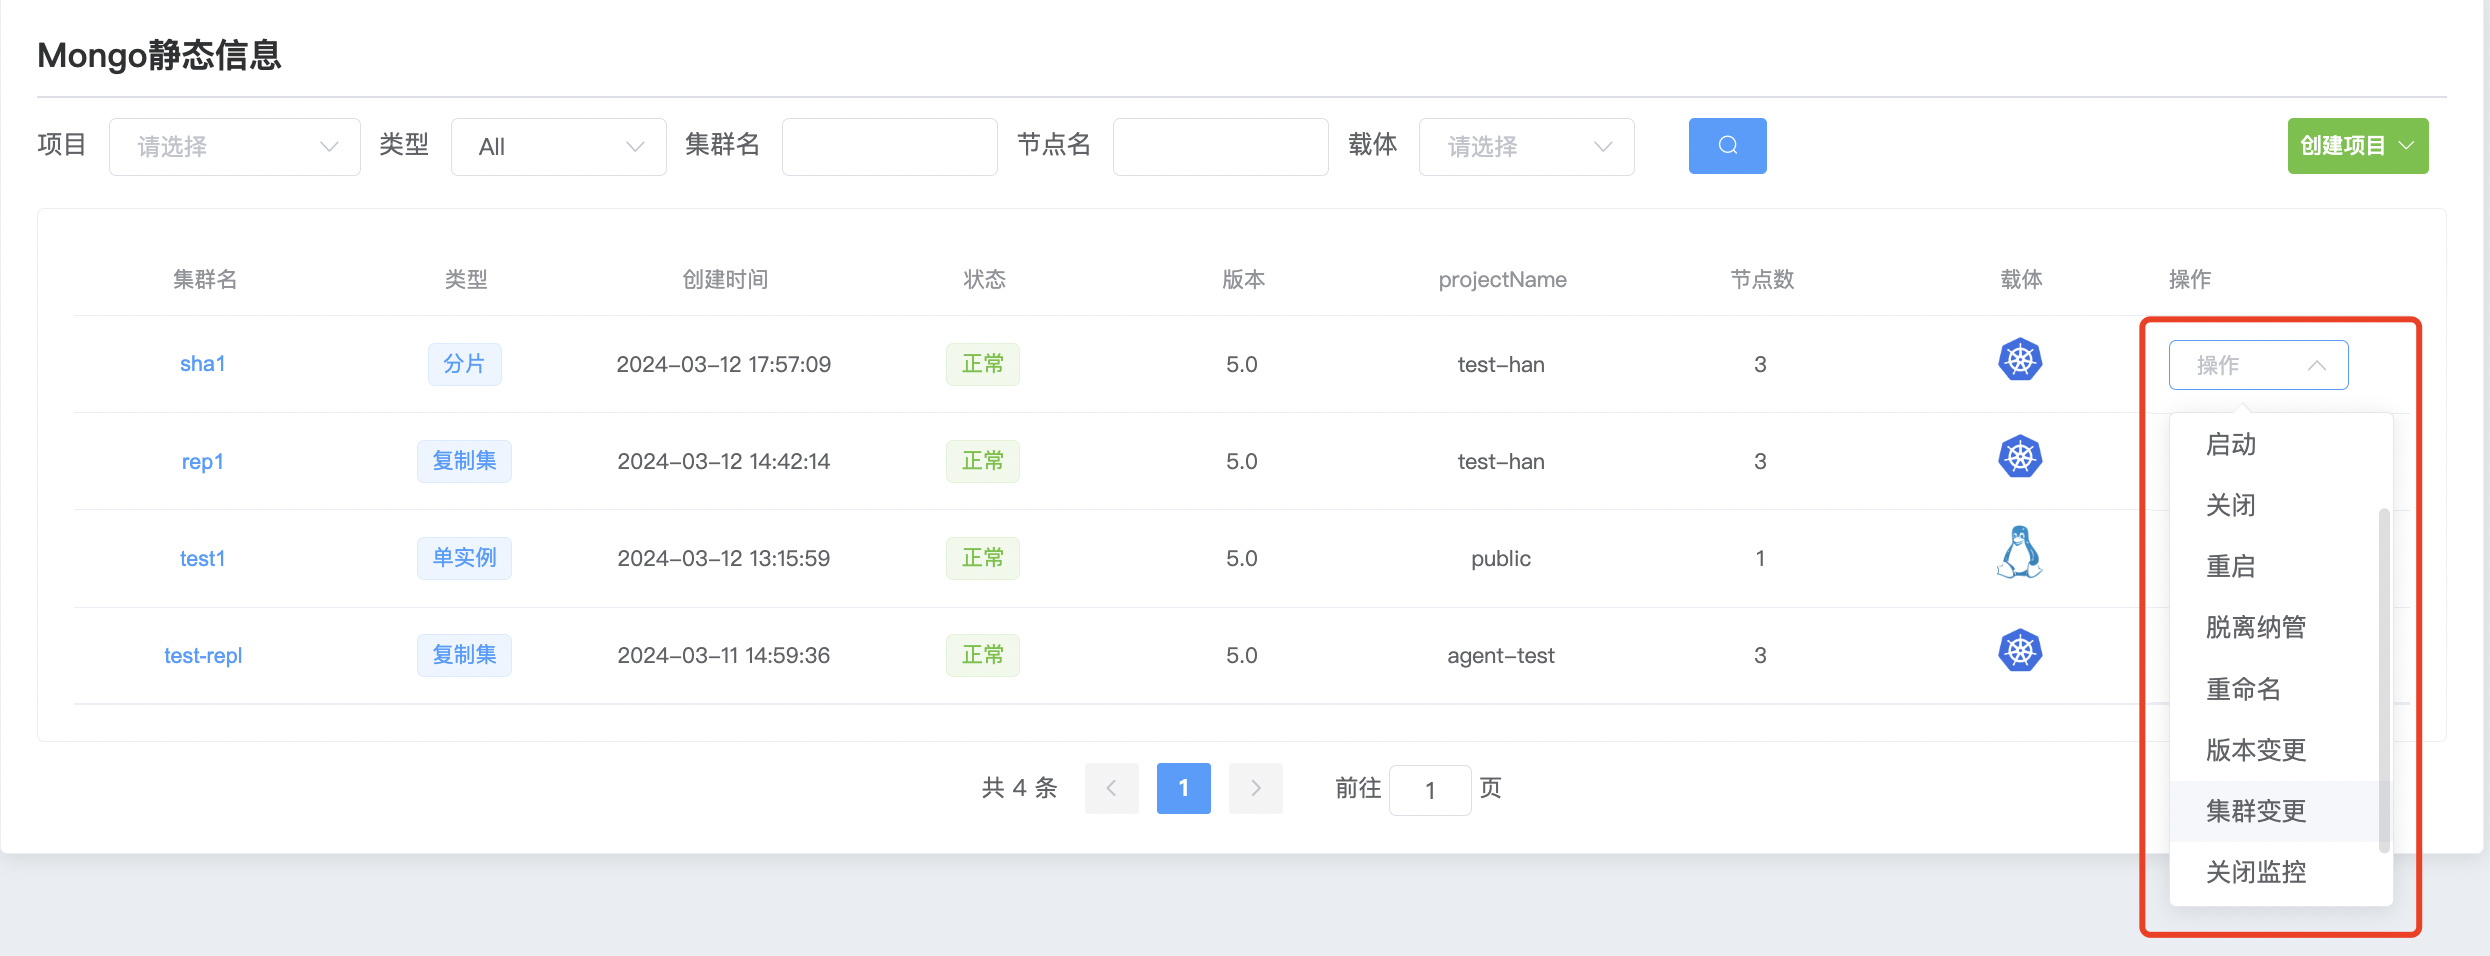 Mongo静态信息
项目 请选择 类型 All 集群名 节点名 载体 请选择 创建项目
集群名 类型 创建时间 状态 版本 projectName 节点数 载体 操作
sha1 分片 2024-03-12 17:57:09 正常 5.0 test-han 3 操作
rep1 复制集 2024-03-12 14:42:14 正常 5.0 test-han 3
test1 单实例 2024-03-12 13:15:59 正常 5.0 public 1
test-repl 复制集 2024-03-11 14:59:36 正常 5.0 agent-test 3
启动
关闭
重启
脱离纳管
重命名
版本变更
集群变更
关闭监控
共 4 条 1 前往 1 页